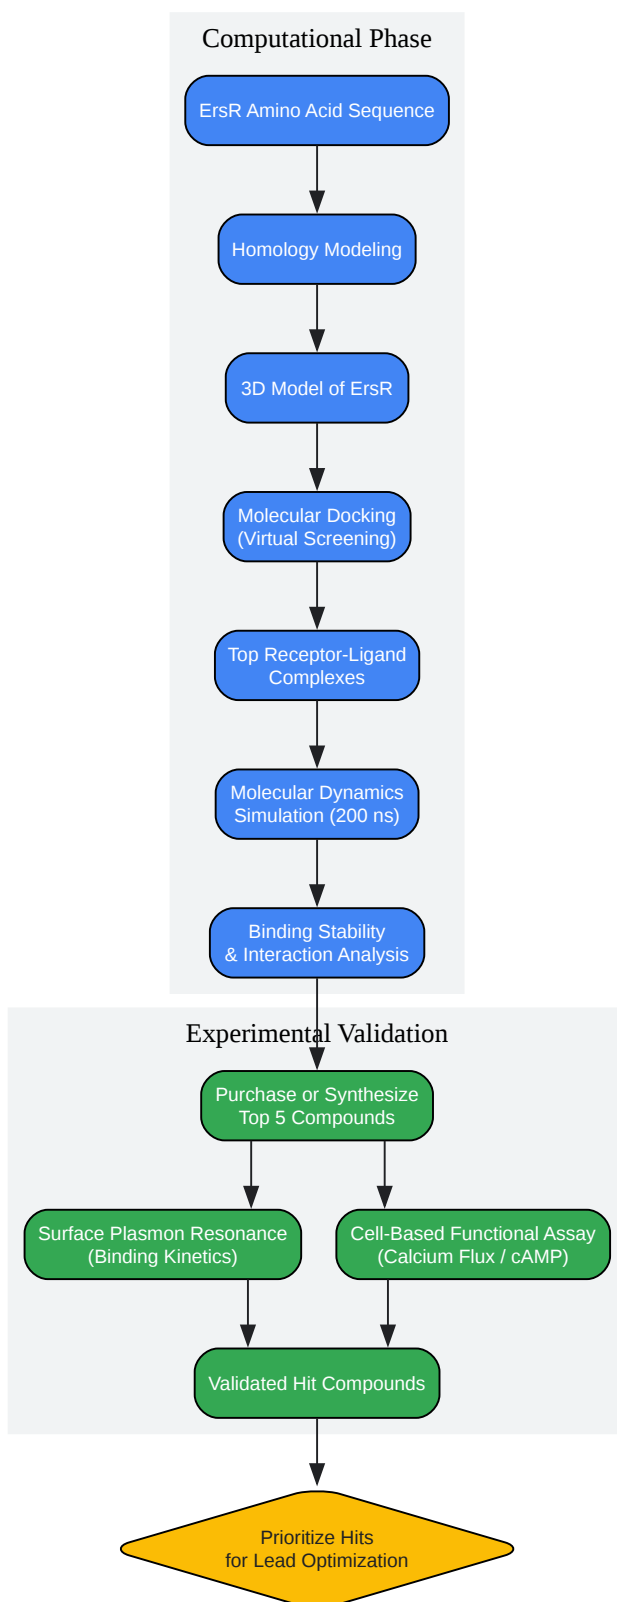 Computational Phase
ErsR Amino Acid Sequence
Homology Modeling
3D Model of ErsR
Molecular Docking
(Virtual Screening)
Top Receptor-Ligand
Complexes
Molecular Dynamics
Simulation (200 ns)
Binding Stability
& Interaction Analysis
Experimental Validation
Purchase or Synthesize
Top 5 Compounds
Surface Plasmon Resonance
(Binding Kinetics)
Cell-Based Functional Assay
(Calcium Flux / cAMP)
Validated Hit Compounds
Prioritize Hits
for Lead Optimization